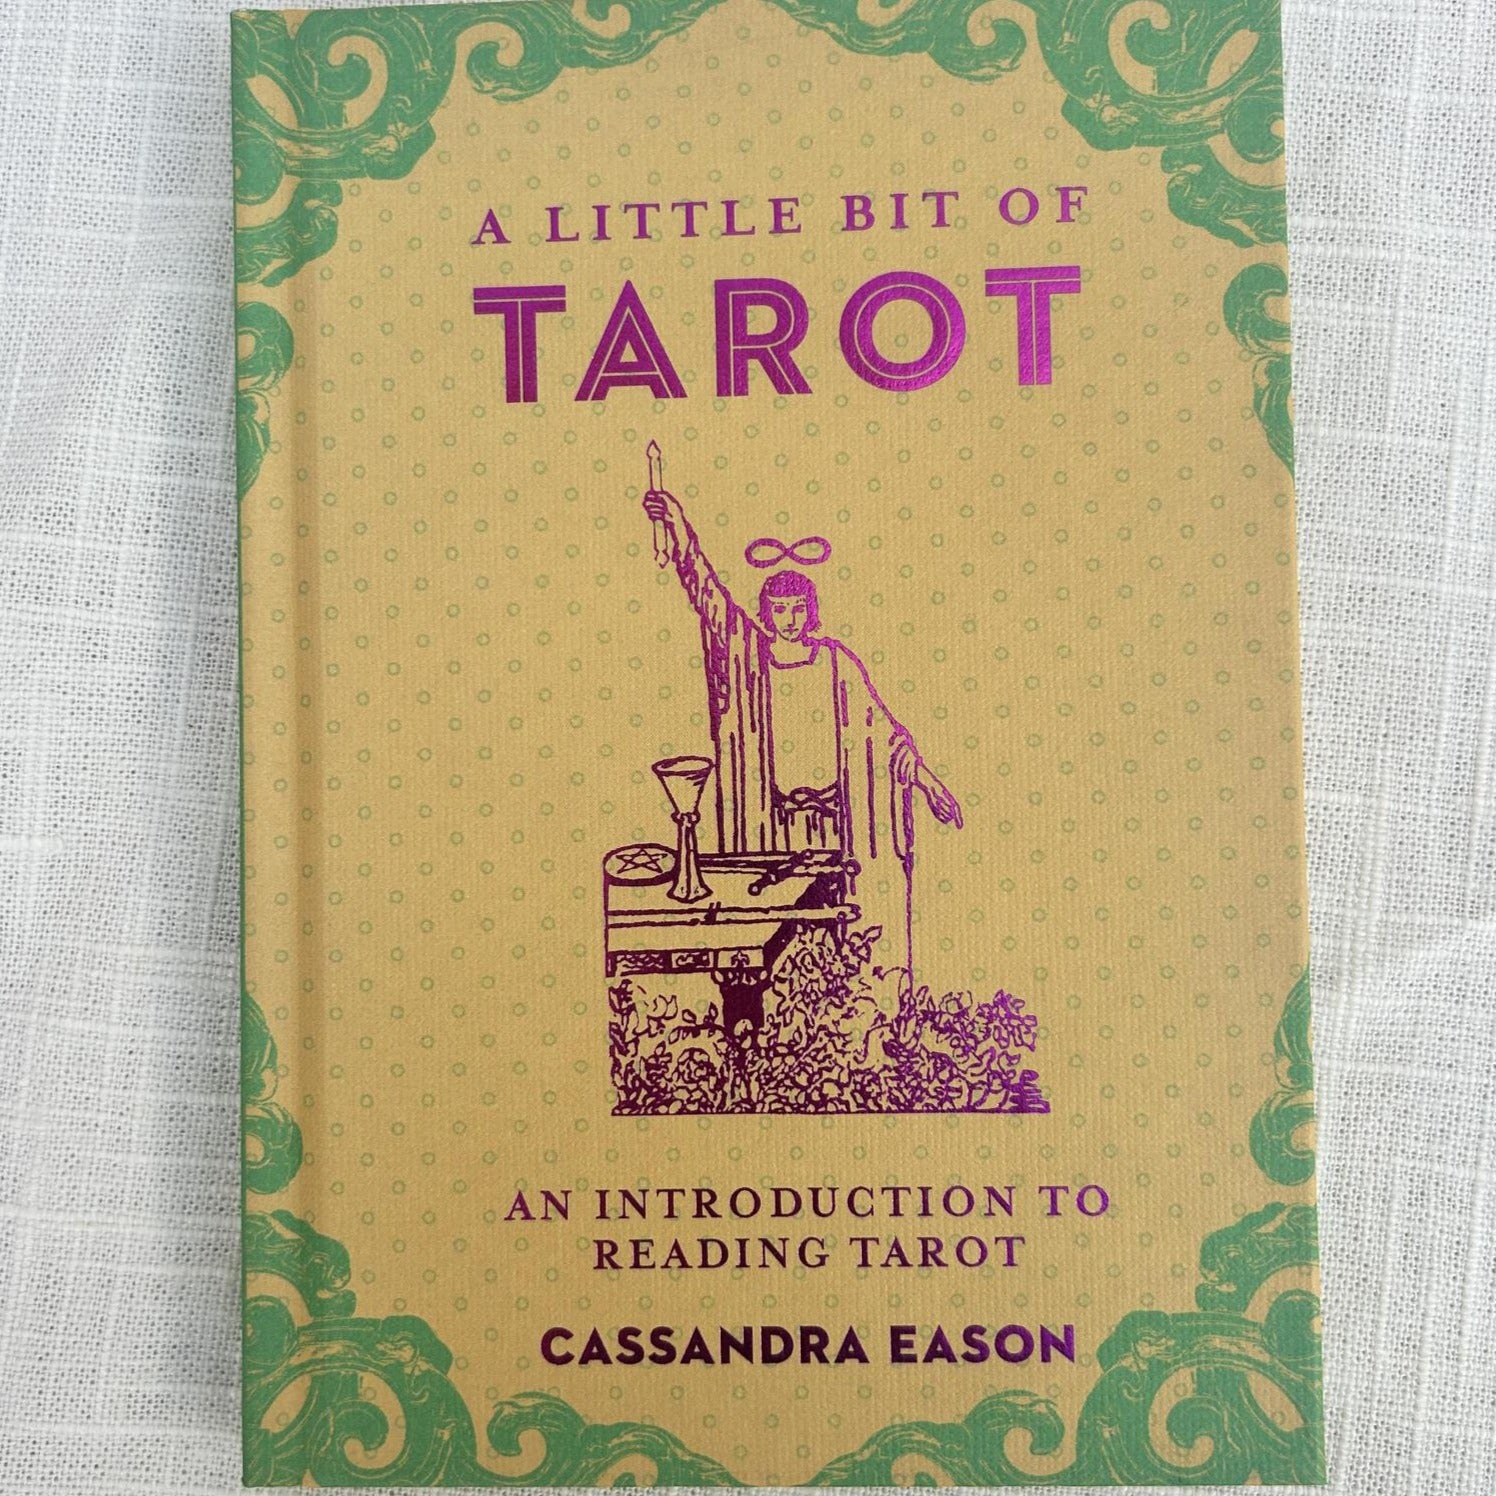 A LITTLE BIT OF
TAROT
AN INTRODUCTION TO
READING TAROT
CASSANDRA EASON